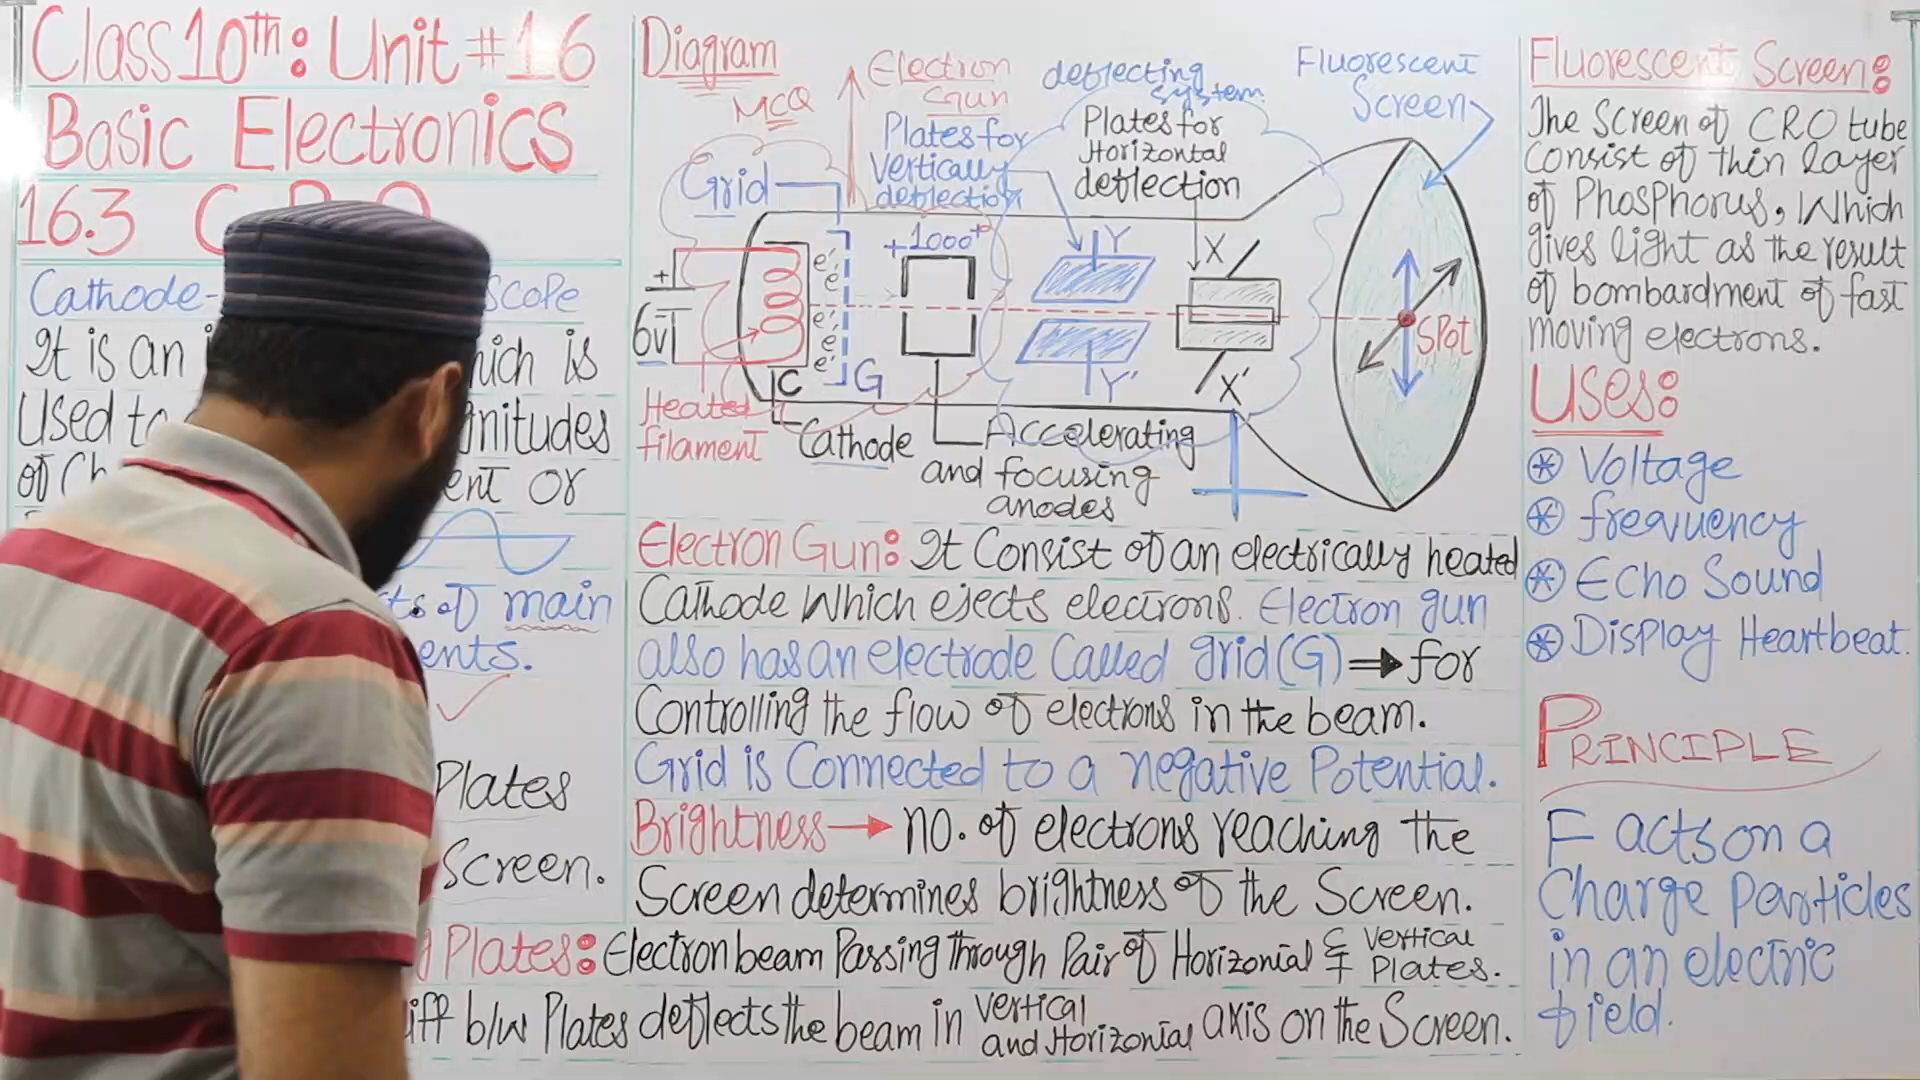 Class 10th: Unit #16
Basic Electronics
16.3 C R O
Cathode- scope
It is an which is
Used to gnitudes
of Ch ent or
ts of main
ents.
Plates
Screen.
Diagram
MCQ
Electron
Gun
deflecting
system.
Fluorescent
Screen
Grid
Plates for
Vertically
deflection
Plates for
Horizontal
deflection
+1000
Y
X
+
6v
e
e
e
e
e
C
G
Y'
X'
Spot
Heated
filament
Cathode
Accelerating
and focusing
anodes
Electron Gun: It Consist of an electrically heated
Cathode Which ejects electrons. Electron gun
also has an electrode Called grid (G) → for
Controlling the flow of electrons in the beam.
Grid is Connected to a negative Potential.
Brightness → no. of electrons reaching the
Screen determines brightness of the Screen.
g Plates: Electron beam Passing through Pair of Horizonial & Vertical Plates.
iff b/w Plates deflects the beam in vertical and Horizonial axis on the Screen.
Fluorescent Screen:
The Screen of CRO tube
Consist of thin layer
of Phosphorus, Which
gives light as the result
of bombardment of fast
moving electrons.
Uses:
Voltage
frequency
Echo Sound
Display Heartbeat.
PRINCIPLE
F acts on a
Charge Particles
in an electric
field.